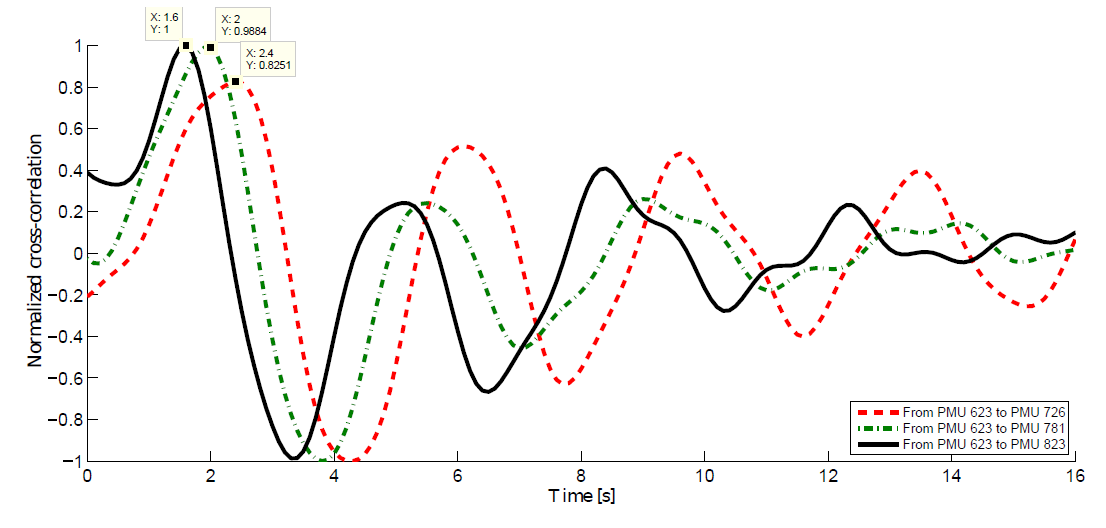 X: 1.6
Y: 1
X: 2
Y: 0.9884
X: 2.4
Y: 0.8251
1
0.8
0.6
0.4
0.2
0
−0.2
−0.4
−0.6
−0.8
−1
Normalized cross-corrrelation
0 2 4 6 8 10 12 14 16
Time [s]
From PMU 623 to PMU 726
From PMU 623 to PMU 781
From PMU 623 to PMU 823